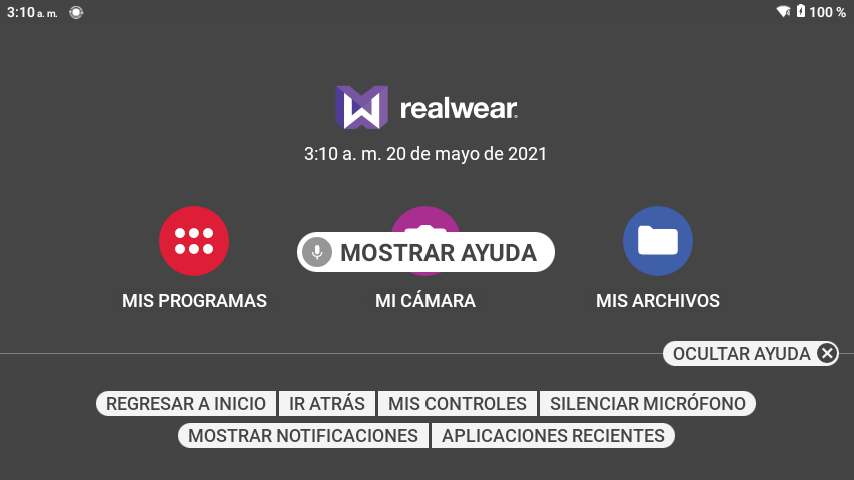 3:10 a. m.
100 %
realwear
3:10 a. m. 20 de mayo de 2021
MOSTRAR AYUDA
MIS PROGRAMAS
MI CÁMARA
MIS ARCHIVOS
OCULTAR AYUDA
REGRESAR A INICIO
IR ATRÁS
MIS CONTROLES
SILENCIAR MICRÓFONO
MOSTRAR NOTIFICACIONES
APLICACIONES RECIENTES